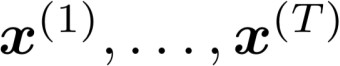 x^{(1)}, . . . , x^{(T)}